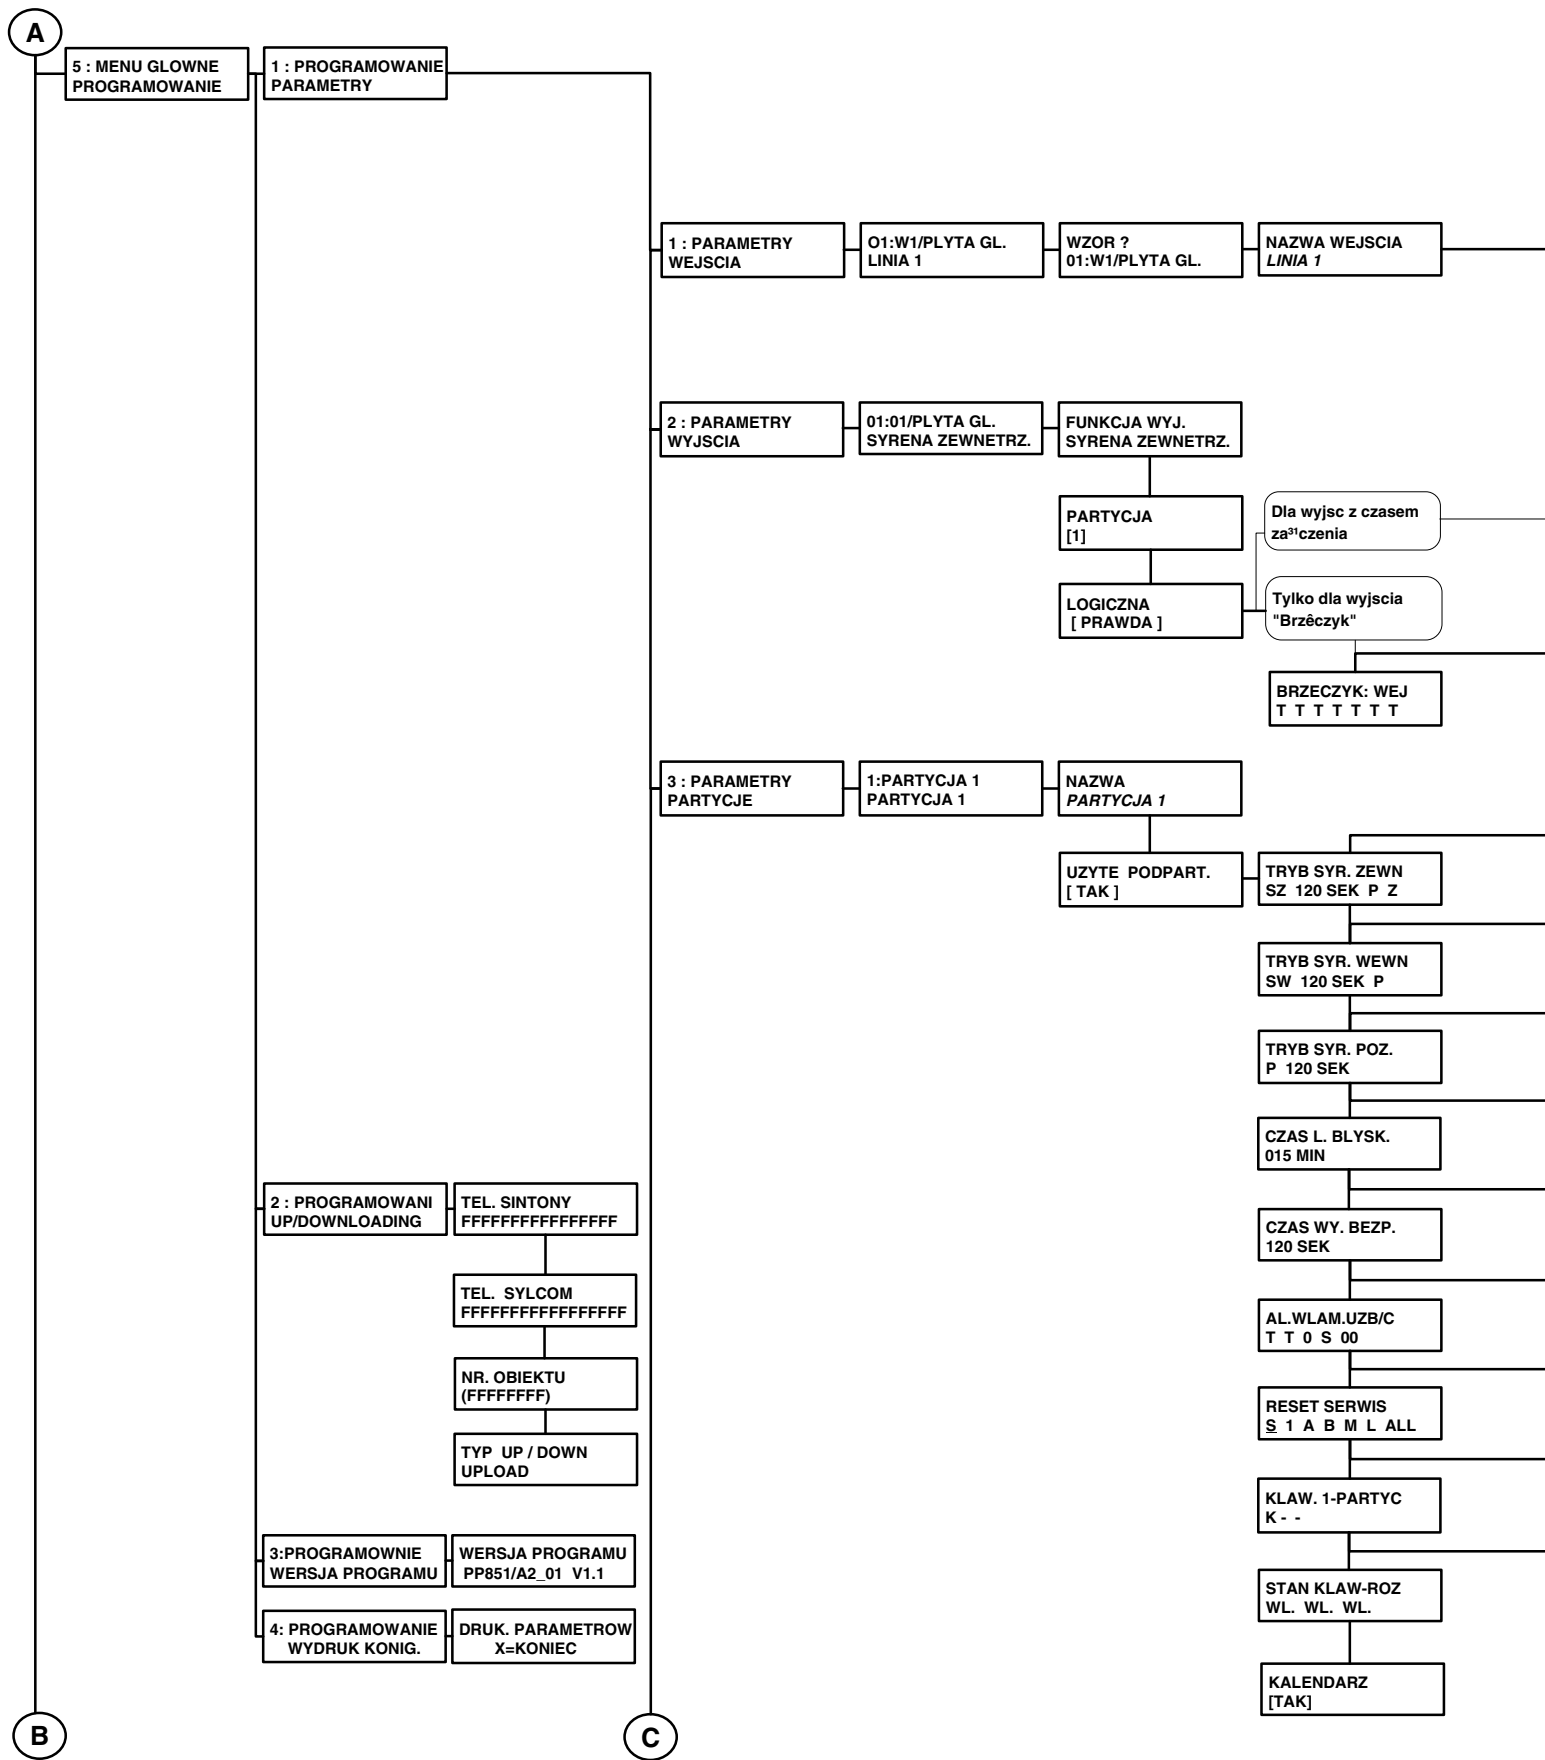 A
5 : MENU GLOWNE
PROGRAMOWANIE
1 : PROGRAMOWANIE
PARAMETRY
1 : PARAMETRY
WEJSCIA
O1:W1/PLYTA GL.
LINIA 1
WZOR ?
01:W1/PLYTA GL.
NAZWA WEJSCIA
LINIA 1
2 : PARAMETRY
WYJSCIA
01:01/PLYTA GL.
SYRENA ZEWNETRZ.
FUNKCJA WYJ.
SYRENA ZEWNETRZ.
PARTYCJA
[1]
Dla wyjsc z czasem
za³¹czenia
LOGICZNA
[ PRAWDA ]
Tylko dla wyjscia
"Brzêczyk"
BRZECZYK: WEJ
T T T T T T T
3 : PARAMETRY
PARTYCJE
1:PARTYCJA 1
PARTYCJA 1
NAZWA
PARTYCJA 1
UZYTE PODPART.
[ TAK ]
TRYB SYR. ZEWN
SZ 120 SEK P Z
TRYB SYR. WEWN
SW 120 SEK P
TRYB SYR. POZ.
P 120 SEK
CZAS L. BLYSK.
015 MIN
2 : PROGRAMOWANI
UP/DOWNLOADING
TEL. SINTONY
FFFFFFFFFFFFFFFF
CZAS WY. BEZP.
120 SEK
TEL. SYLCOM
FFFFFFFFFFFFFFFFF
AL.WLAM.UZB/C
T T 0 S 00
NR. OBIEKTU
(FFFFFFFF)
RESET SERWIS
S 1 A B M L ALL
TYP UP / DOWN
UPLOAD
KLAW. 1-PARTYC
K - -
3:PROGRAMOWNIE
WERSJA PROGRAMU
WERSJA PROGRAMU
PP851/A2_01 V1.1
STAN KLAW-ROZ
WL. WL. WL.
4: PROGRAMOWANIE
WYDRUK KONIG.
DRUK. PARAMETROW
X=KONIEC
KALENDARZ
[TAK]
B
C